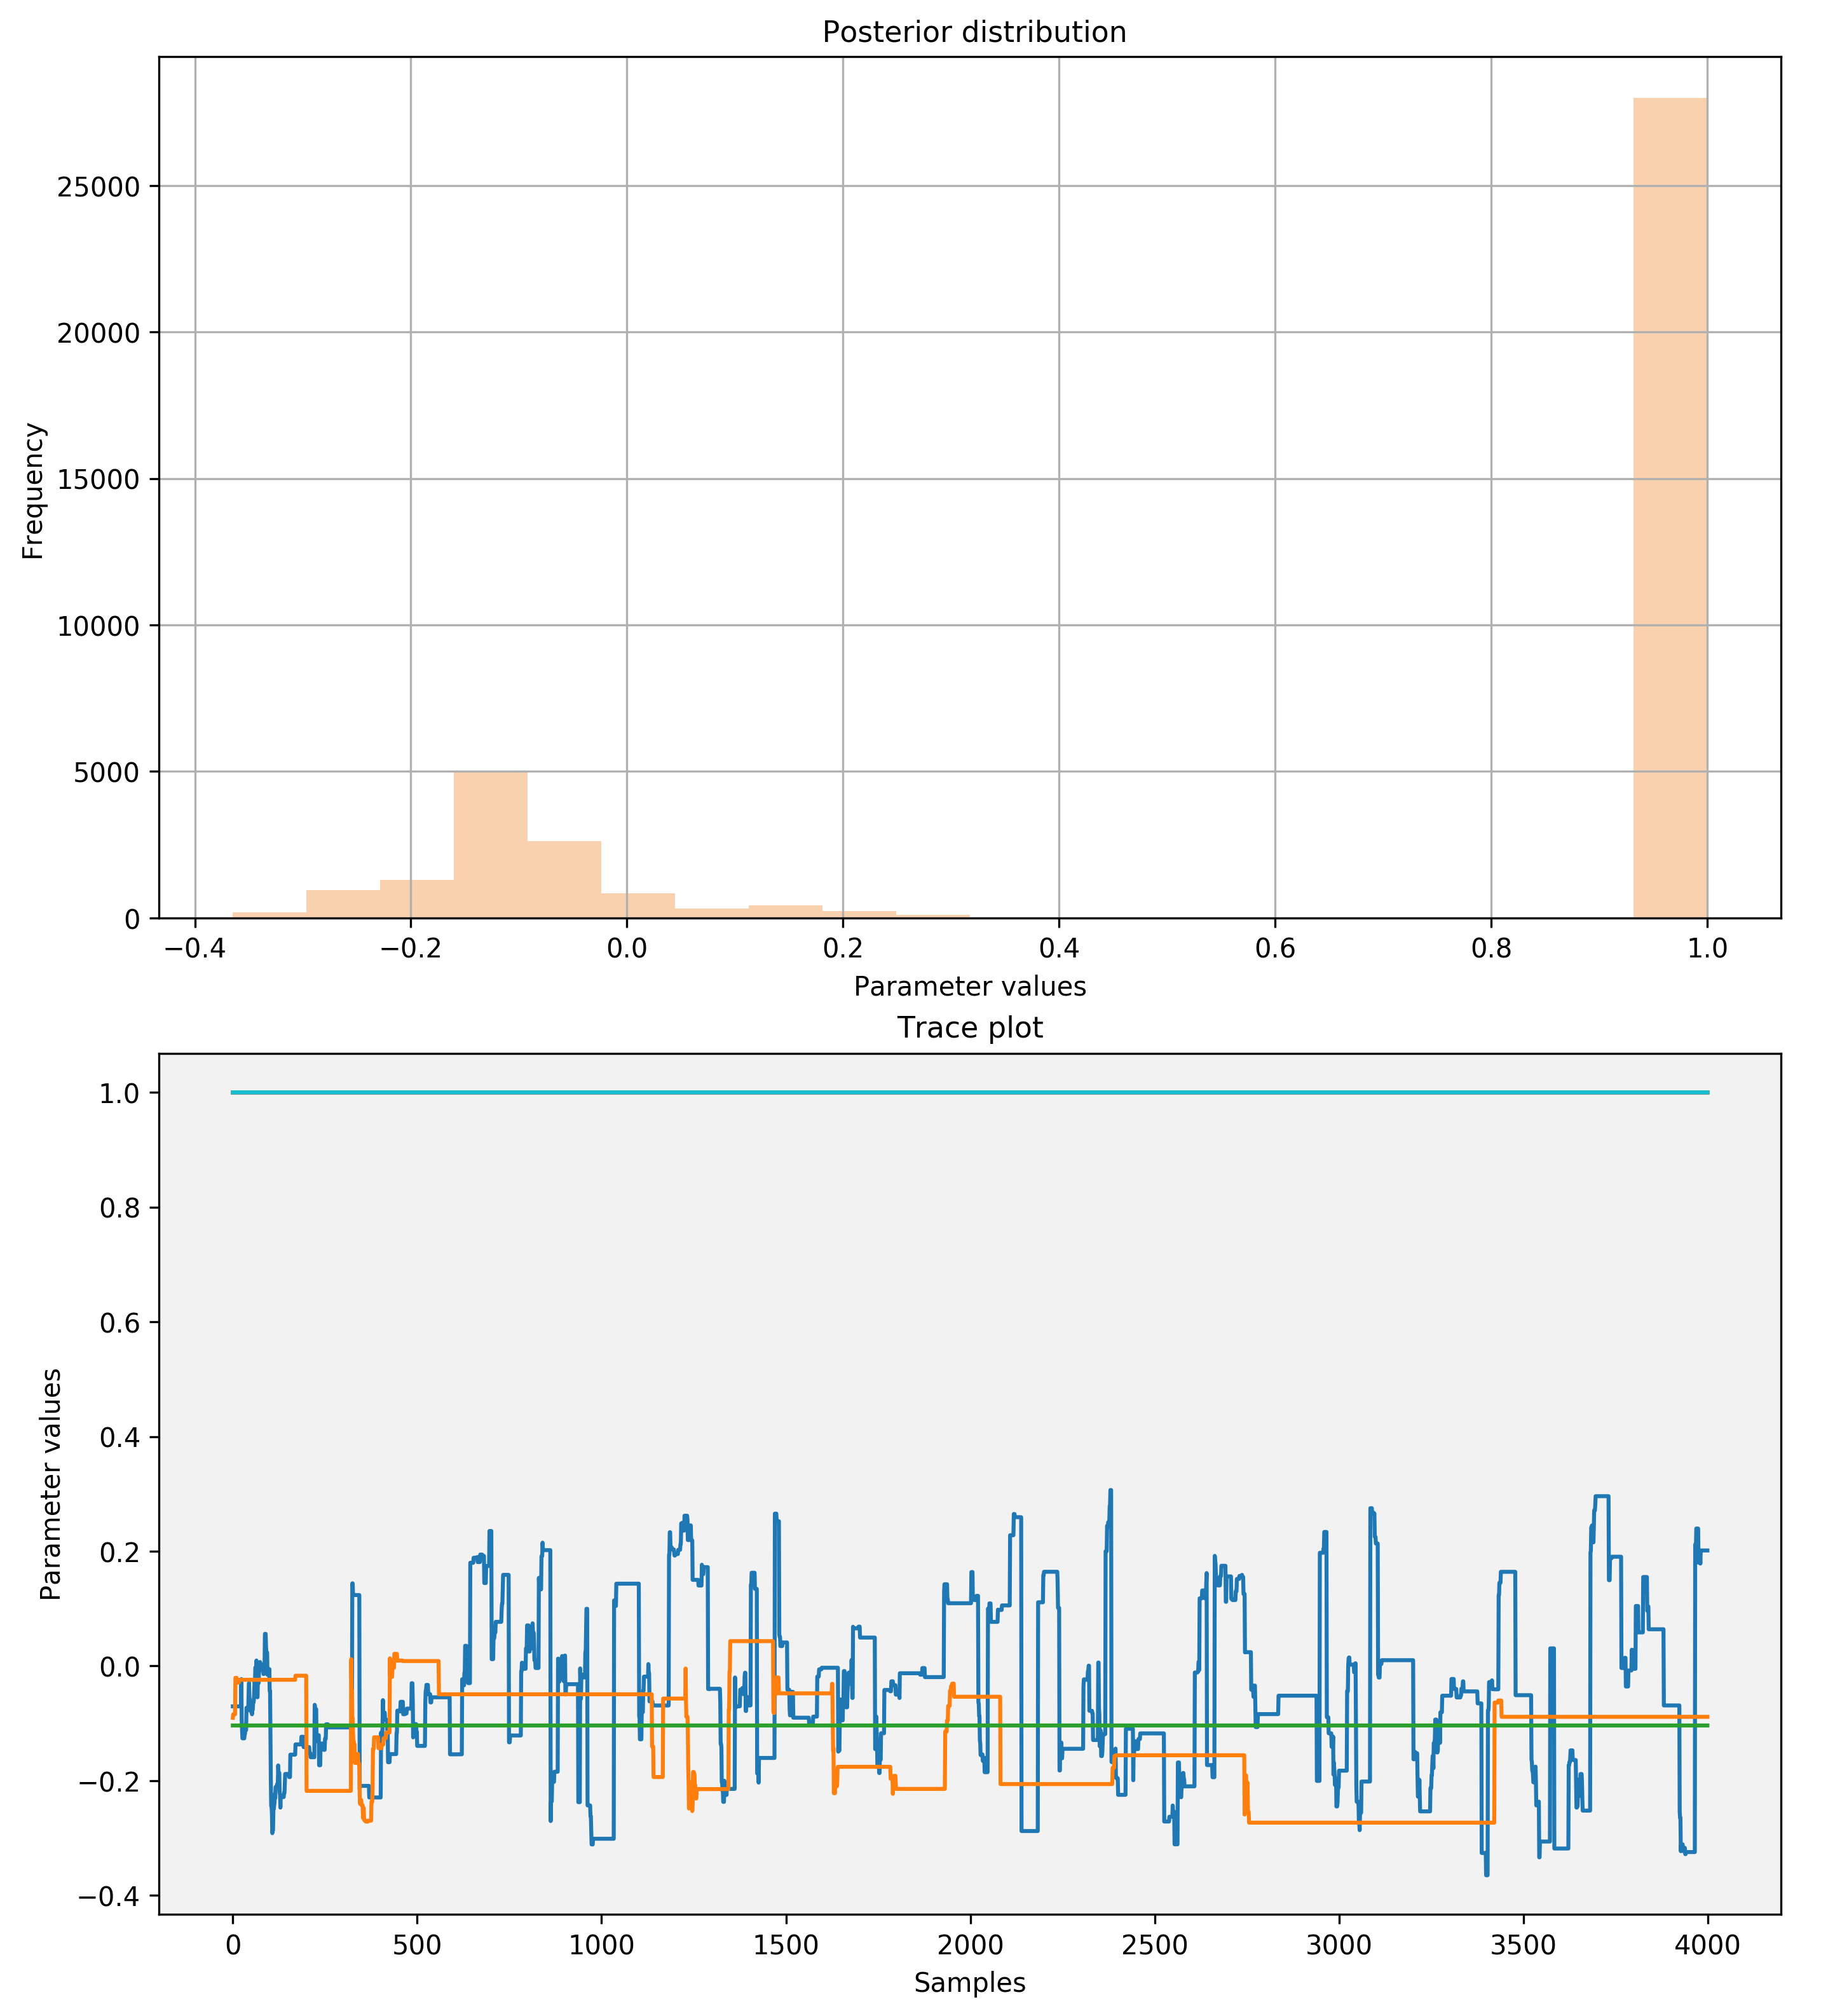 Posterior distribution
Frequency
25000
20000
15000
10000
5000
0
−0.4 −0.2 0.0 0.2 0.4 0.6 0.8 1.0
Parameter values
Trace plot
Parameter values
1.0
0.8
0.6
0.4
0.2
0.0
−0.2
−0.4
0 500 1000 1500 2000 2500 3000 3500 4000
Samples